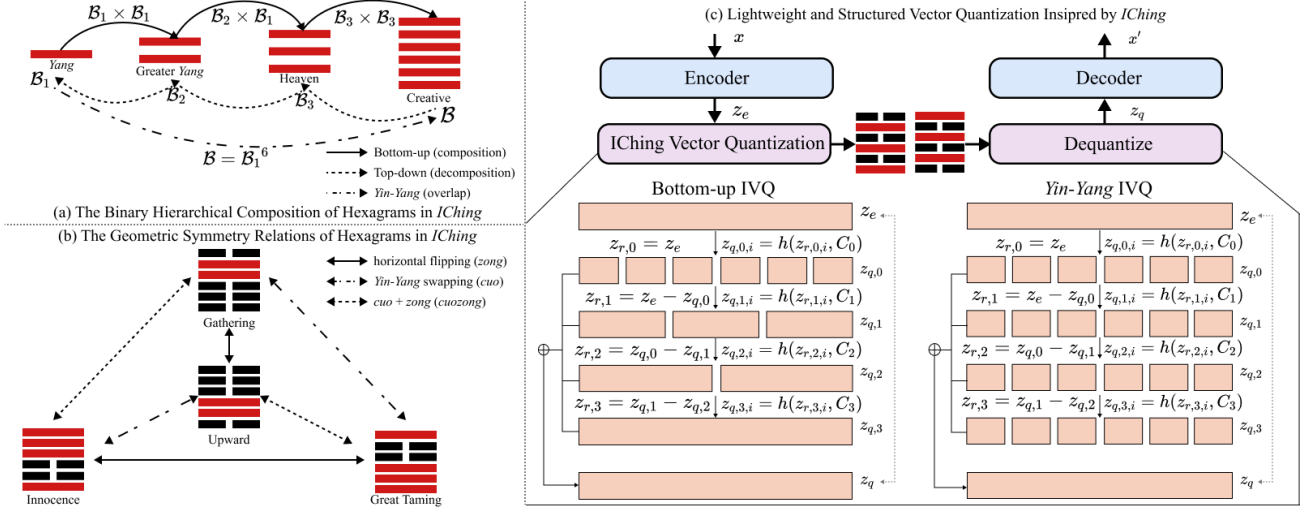 𝓑₁ × 𝓑₁
𝓑₂ × 𝓑₁
𝓑₃ × 𝓑₃
Yang
Greater Yang
Heaven
Creative
𝓑₁
𝓑₂
𝓑₃
𝓑
𝓑 = 𝓑₁⁶
Bottom-up (composition)
Top-down (decomposition)
Yin-Yang (overlap)
(a) The Binary Hierarchical Composition of Hexagrams in IChing
(b) The Geometric Symmetry Relations of Hexagrams in IChing
horizontal flipping (zong)
Yin-Yang swapping (cuo)
cuo + zong (cuozong)
Gathering
Upward
Innocence
Great Taming
(c) Lightweight and Structured Vector Quantization Insipred by IChing
x
x′
Encoder
Decoder
z_e
z_q
IChing Vector Quantization
Dequantize
Bottom-up IVQ
z_e
z_{r,0} = z_e
z_{q,0,i} = h(z_{r,0,i}, C_0)
z_{q,0}
z_{r,1} = z_e − z_{q,0}
z_{q,1,i} = h(z_{r,1,i}, C_1)
z_{q,1}
z_{r,2} = z_{q,0} − z_{q,1}
z_{q,2,i} = h(z_{r,2,i}, C_2)
z_{q,2}
z_{r,3} = z_{q,1} − z_{q,2}
z_{q,3,i} = h(z_{r,3,i}, C_3)
z_{q,3}
z_q
Yin-Yang IVQ
z_e
z_{r,0} = z_e
z_{q,0,i} = h(z_{r,0,i}, C_0)
z_{q,0}
z_{r,1} = z_e − z_{q,0}
z_{q,1,i} = h(z_{r,1,i}, C_1)
z_{q,1}
z_{r,2} = z_{q,0} − z_{q,1}
z_{q,2,i} = h(z_{r,2,i}, C_2)
z_{q,2}
z_{r,3} = z_{q,1} − z_{q,2}
z_{q,3,i} = h(z_{r,3,i}, C_3)
z_{q,3}
z_q